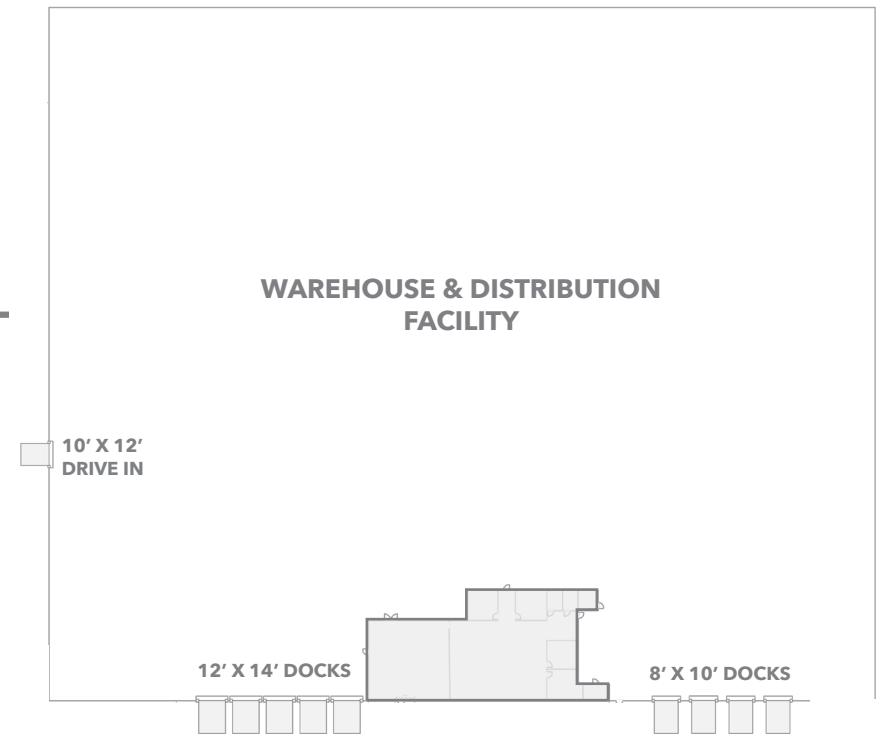 WAREHOUSE & DISTRIBUTION
FACILITY
10’ X 12’
DRIVE IN
12’ X 14’ DOCKS
8’ X 10’ DOCKS